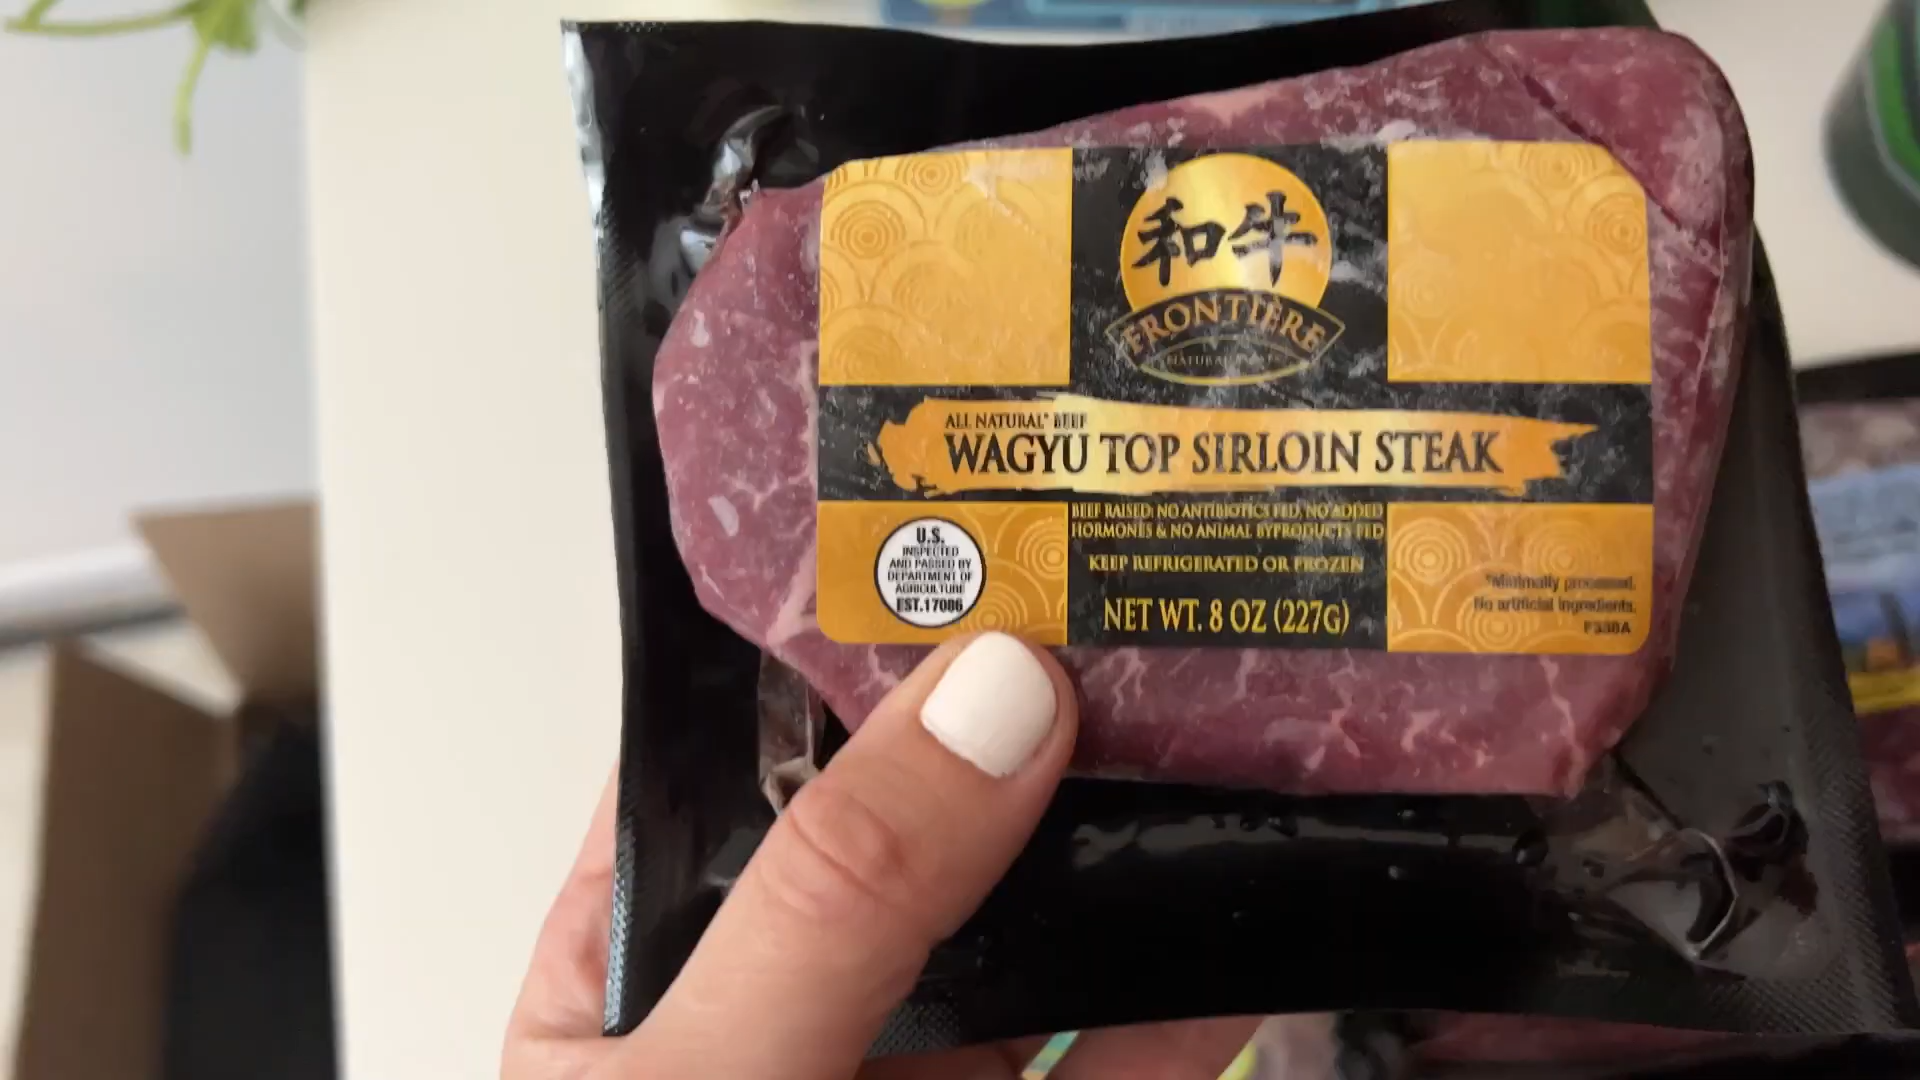 和牛
FRONTIÈRE
ALL NATURAL* BEEF
WAGYU TOP SIRLOIN STEAK
BEEF RAISED: NO ANTIBIOTICS FED, NO ADDED
HORMONES & NO ANIMAL BYPRODUCTS FED
KEEP REFRIGERATED OR FROZEN
NET WT. 8 OZ (227G)
U.S.
INSPECTED
AND PASSED BY
DEPARTMENT OF
AGRICULTURE
EST.17086
*Minimally processed.
No artificial ingredients.